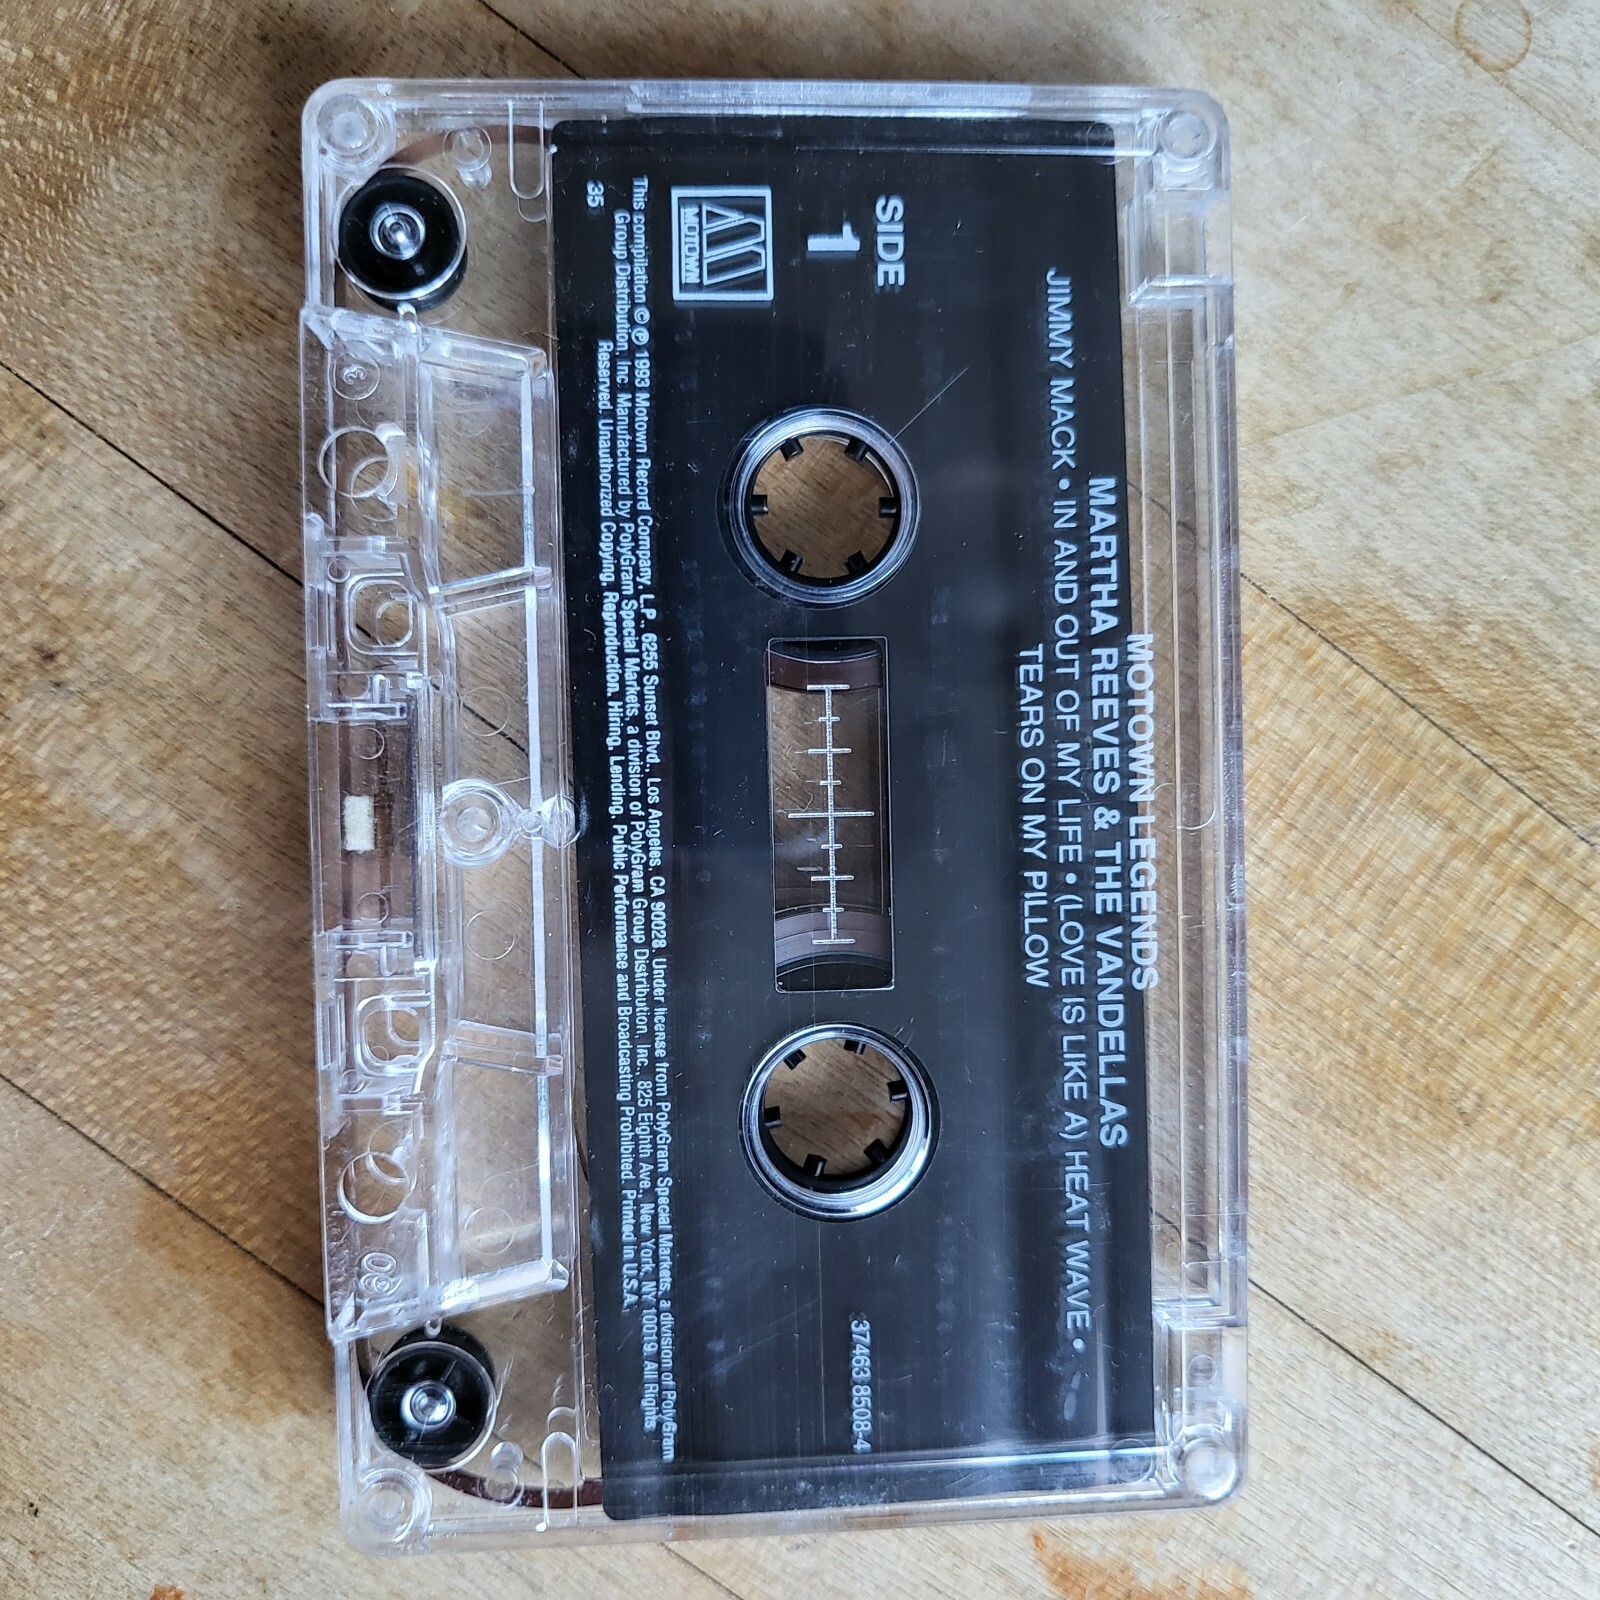 MOTOWN LEGENDS
MARTHA REEVES & THE VANDELLAS
JIMMY MACK • IN AND OUT OF MY LIFE • (LOVE IS LIKE A) HEAT WAVE •
TEARS ON MY PILLOW
SIDE
1
37463 8508-4
MOTOWN
This compilation © ℗ 1993 Motown Record Company, L.P., 6255 Sunset Blvd., Los Angeles, CA 90028. Under license from PolyGram Special Markets, a division of PolyGram
Group Distribution, Inc. Manufactured by PolyGram Special Markets, a division of PolyGram Group Distribution, Inc., 825 Eighth Ave., New York, NY 10019. All Rights
Reserved. Unauthorized Copying, Reproduction, Hiring, Lending, Public Performance and Broadcasting Prohibited. Printed in U.S.A.
35